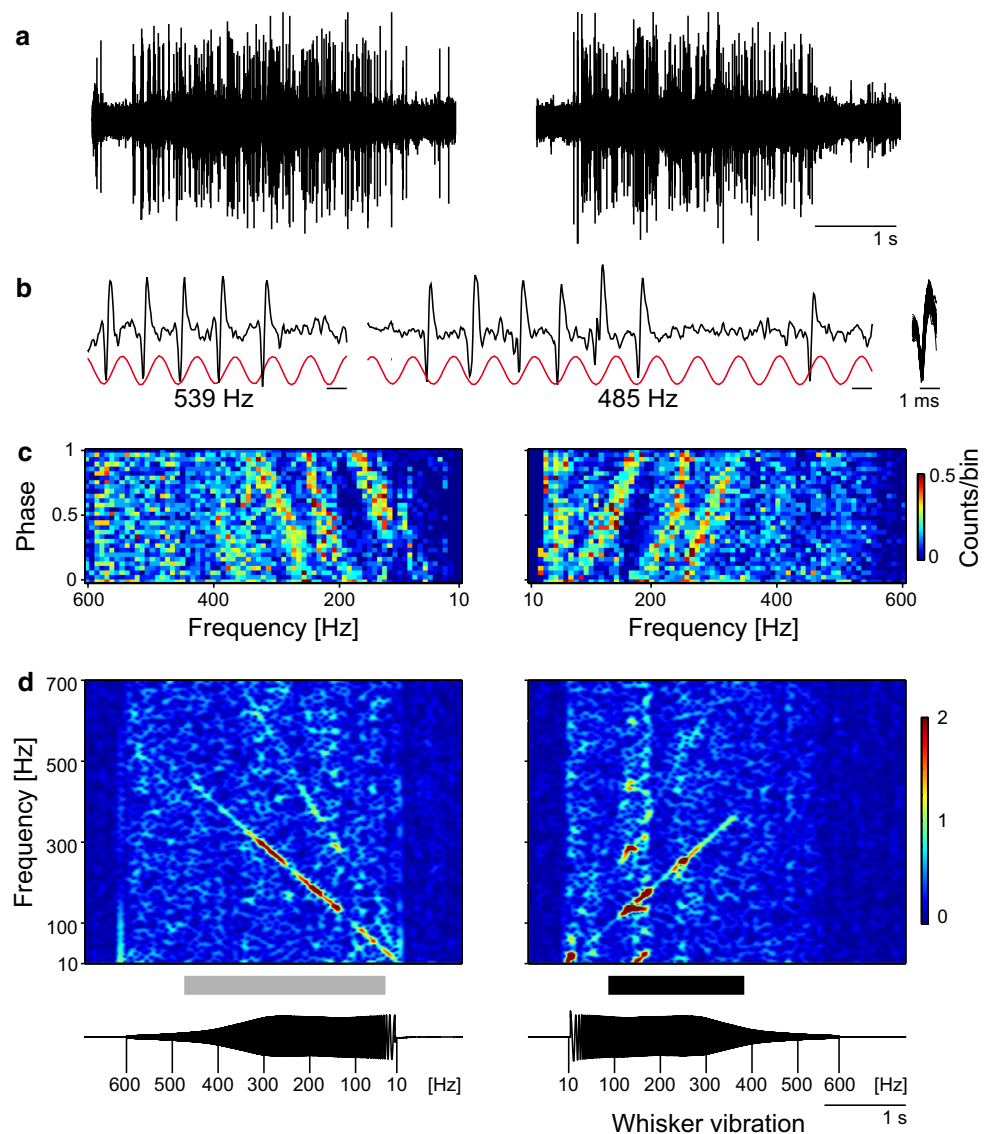 a
1 s
b
539 Hz
485 Hz
1 ms
c
Phase
1
0.5
0
600 400 200 10
Frequency [Hz]
10 200 400 600
Frequency [Hz]
0.5
0
Counts/bin
d
Frequency [Hz]
700
500
300
100
10
2
1
0
600 500 400 300 200 100 10 [Hz]
10 100 200 300 400 500 600 [Hz]
1 s
Whisker vibration